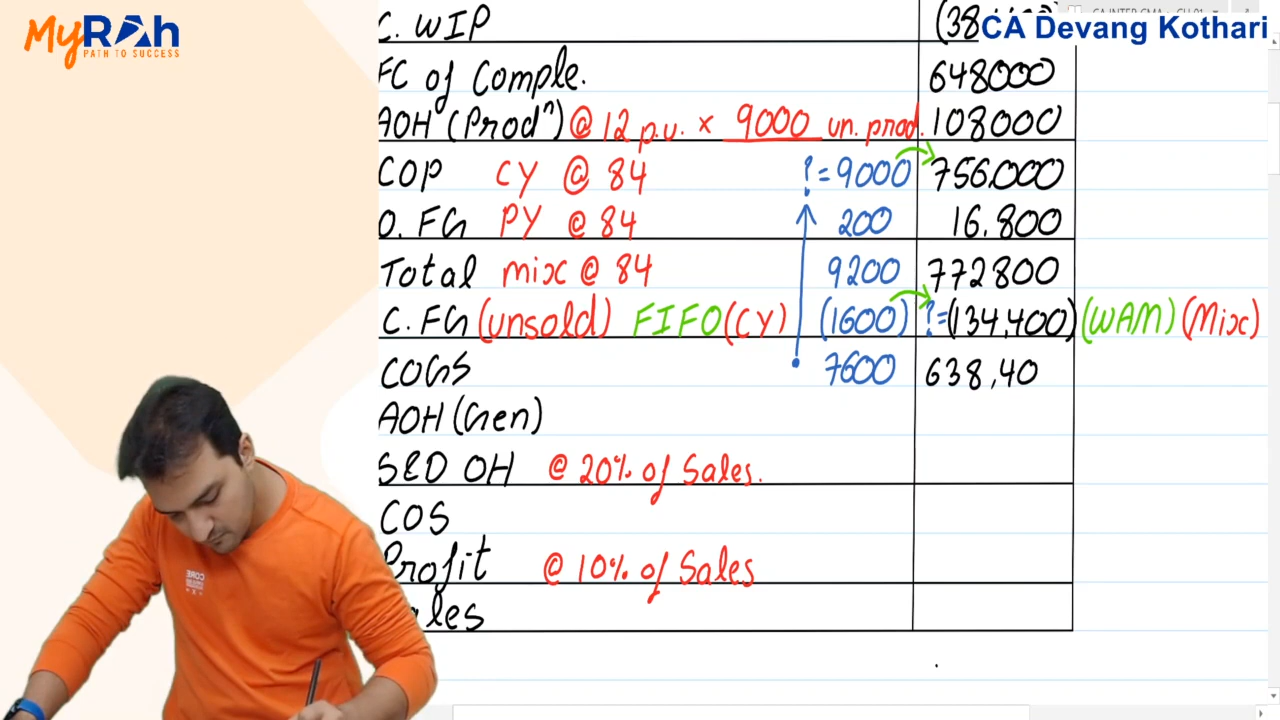 MyRAh
PATH TO SUCCESS
CA Devang Kothari
C. WIP (38
FC of Comple. 648000
AOH (Prodⁿ) @ 12 p.u. × 9000 un. prod. 108000
COP CY @ 84 ? = 9000 756000
O. FG PY @ 84 200 16.800
Total mix @ 84 9200 772800
C. FG (unsold) FIFO (CY) (1600) ? = (134,400) (WAM) (Mix)
COGS 7600 638,40
AOH (Gen)
S&D OH @ 20% of Sales.
COS
Profit @ 10% of Sales
les